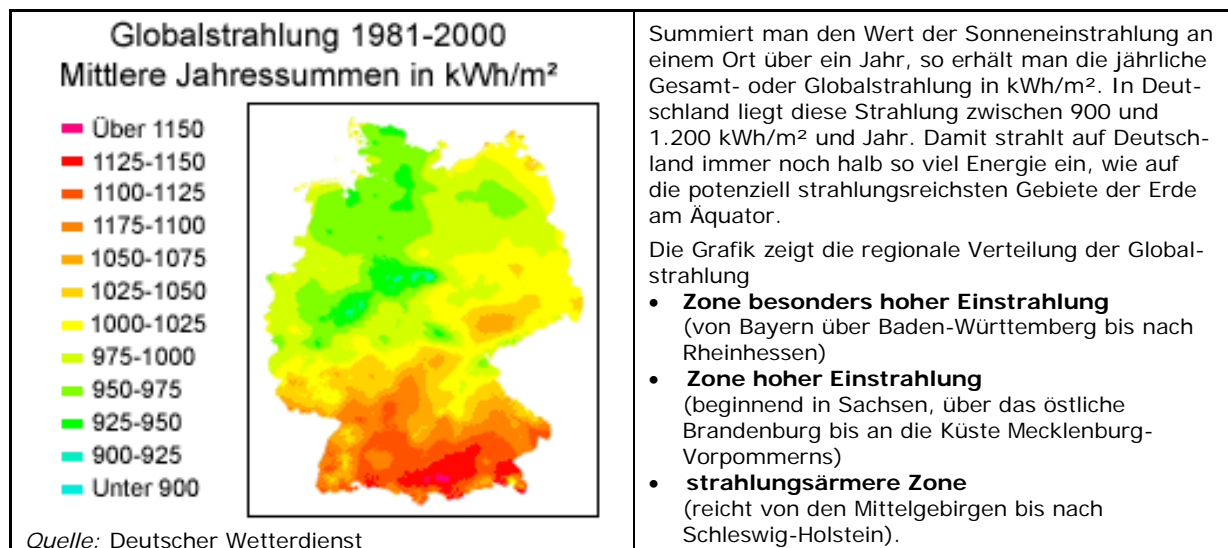 Globalstrahlung 1981-2000
Mittlere Jahressummen in kWh/m²
Über 1150
1125-1150
1100-1125
1175-1100
1050-1075
1025-1050
1000-1025
975-1000
950-975
925-950
900-925
Unter 900
Quelle: Deutscher Wetterdienst
Summiert man den Wert der Sonneneinstrahlung an
einem Ort über ein Jahr, so erhält man die jährliche
Gesamt- oder Globalstrahlung in kWh/m². In Deut-
schland liegt diese Strahlung zwischen 900 und
1.200 kWh/m² und Jahr. Damit strahlt auf Deutsch-
land immer noch halb so viel Energie ein, wie auf
die potenziell strahlungsreichsten Gebiete der Erde
am Äquator.
Die Grafik zeigt die regionale Verteilung der Global-
strahlung
• Zone besonders hoher Einstrahlung
(von Bayern über Baden-Württemberg bis nach
Rheinhessen)
• Zone hoher Einstrahlung
(beginnend in Sachsen, über das östliche
Brandenburg bis an die Küste Mecklenburg-
Vorpommerns)
• strahlungsärmere Zone
(reicht von den Mittelgebirgen bis nach
Schleswig-Holstein).